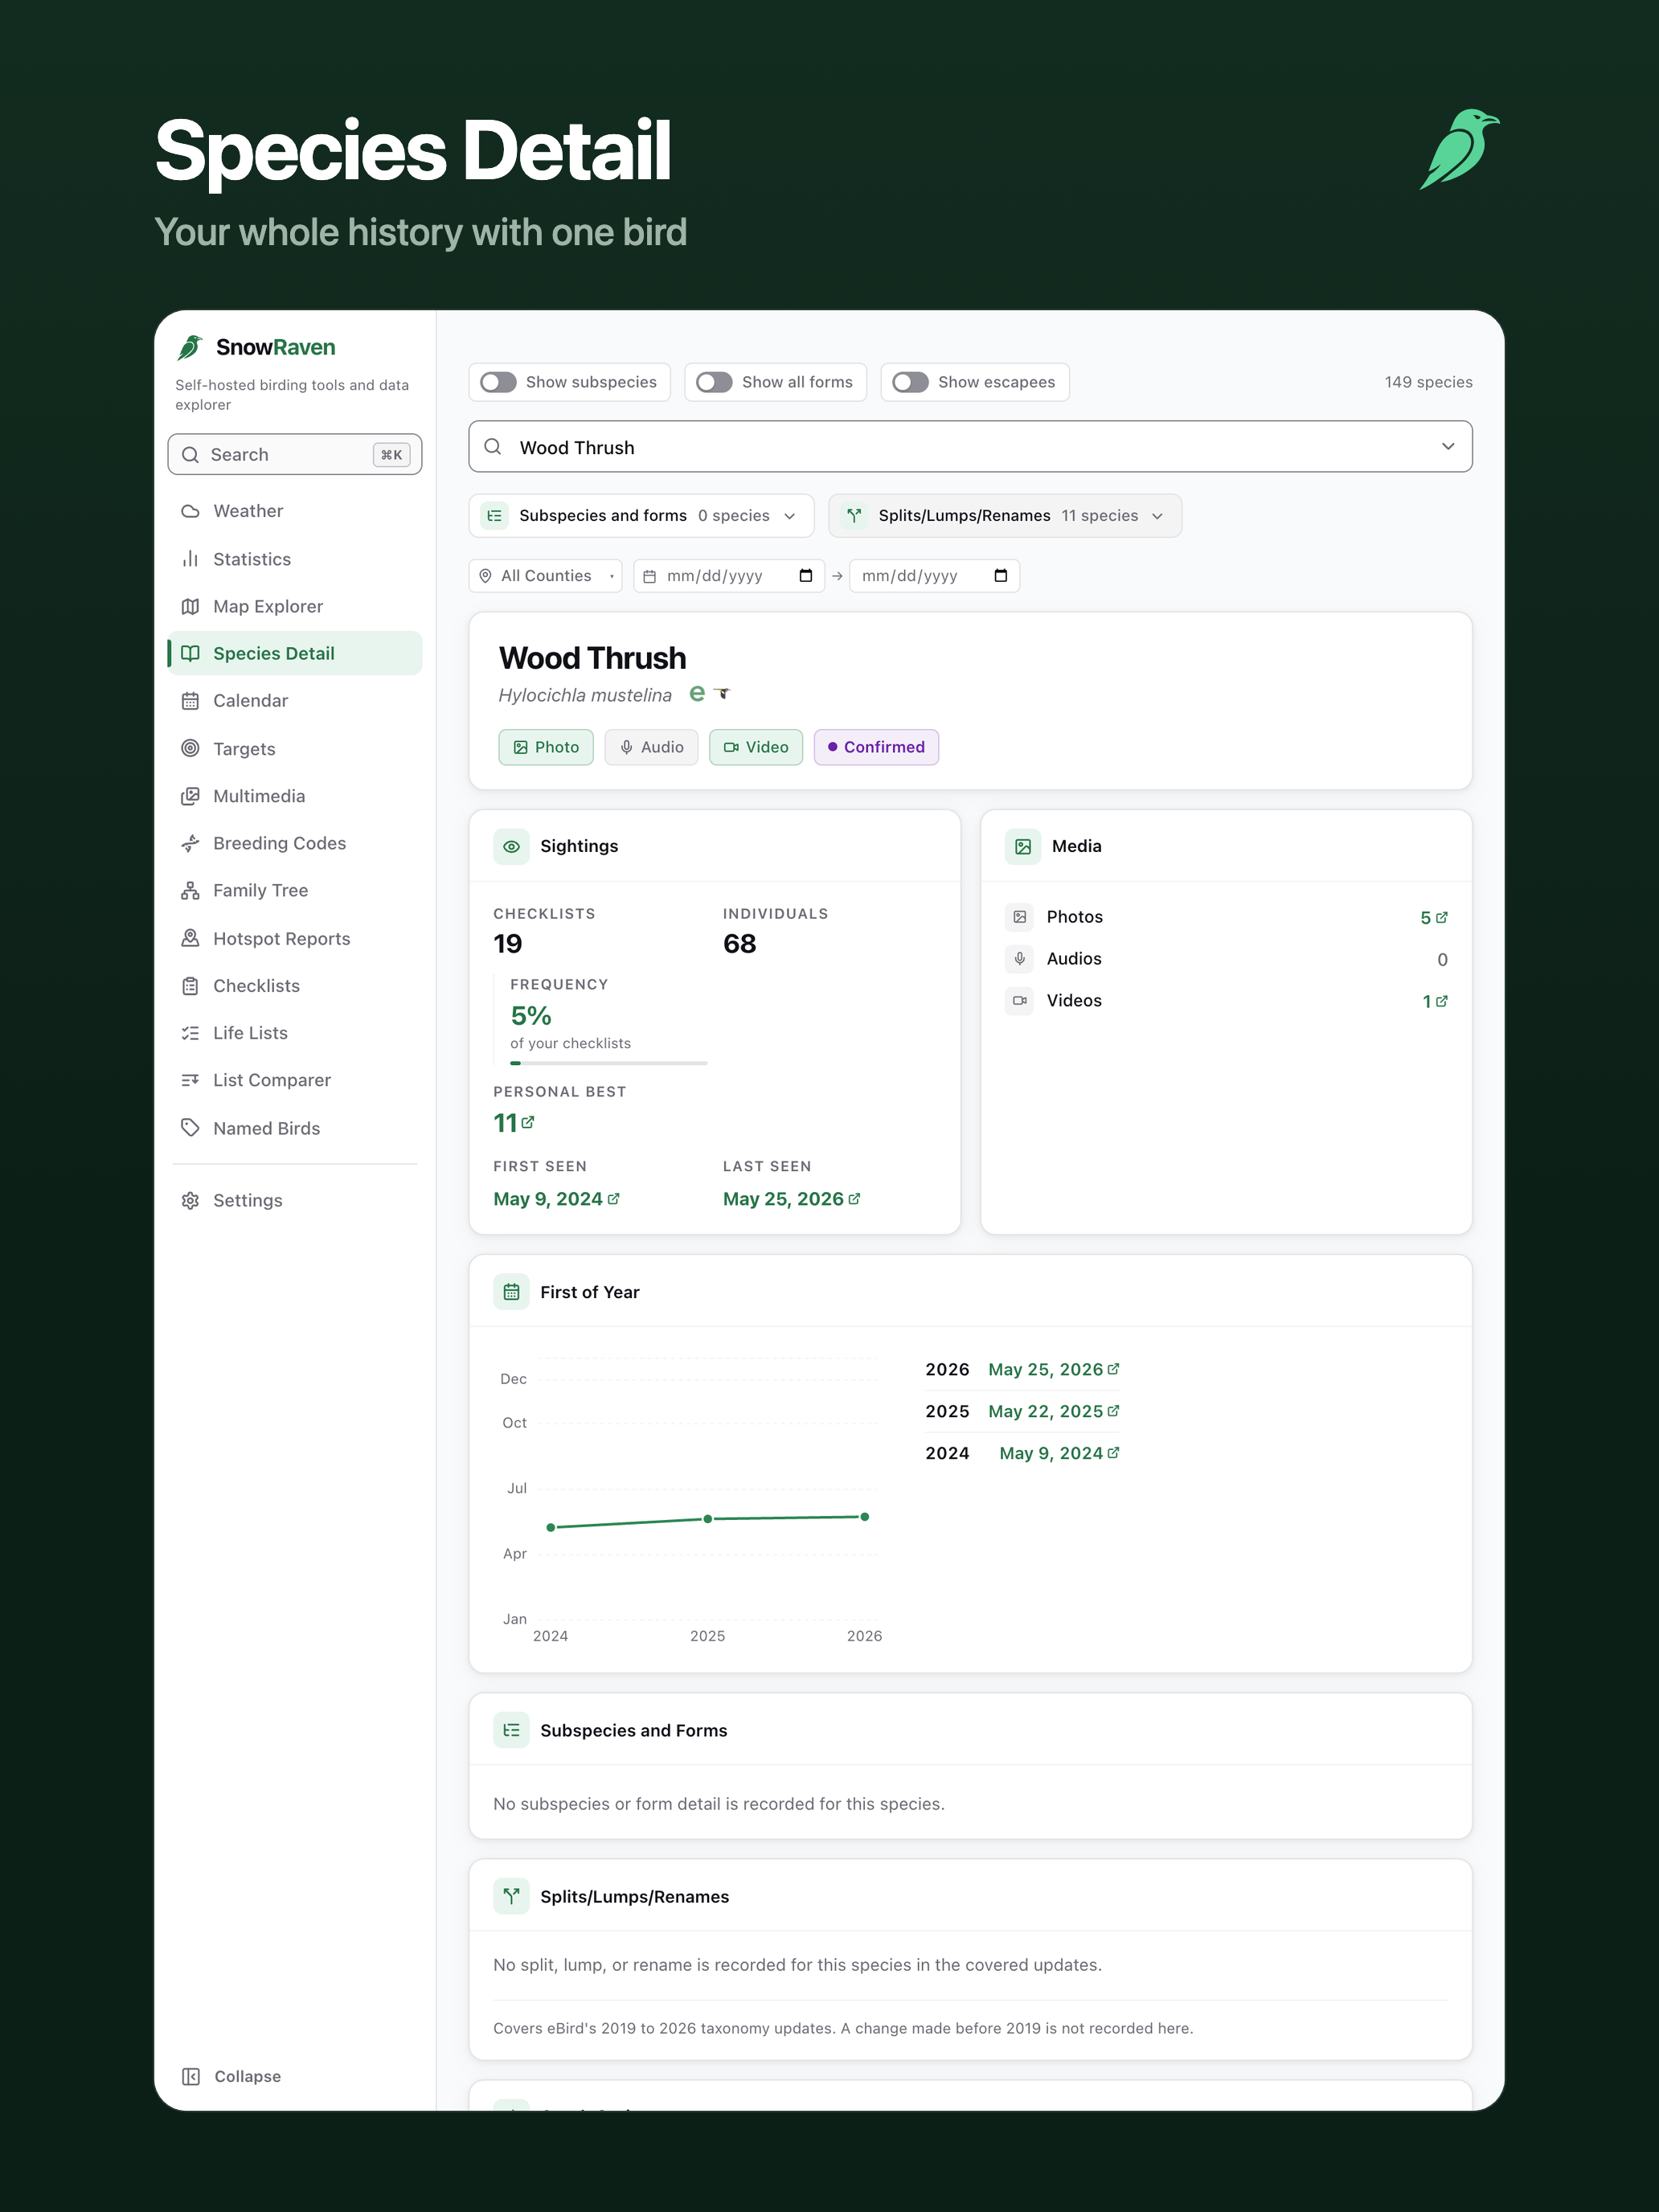 Species Detail
Your whole history with one bird
SnowRaven
Self-hosted birding tools and data
explorer
Search ⌘K
Weather
Statistics
Map Explorer
Species Detail
Calendar
Targets
Multimedia
Breeding Codes
Family Tree
Hotspot Reports
Checklists
Life Lists
List Comparer
Named Birds
Settings
Collapse
Show subspecies Show all forms Show escapees 149 species
Wood Thrush
Subspecies and forms 0 species Splits/Lumps/Renames 11 species
All Counties mm/dd/yyyy → mm/dd/yyyy
Wood Thrush
Hylocichla mustelina e
Photo Audio Video Confirmed
Sightings
CHECKLISTS INDIVIDUALS
19 68
FREQUENCY
5%
of your checklists
PERSONAL BEST
11
FIRST SEEN LAST SEEN
May 9, 2024 May 25, 2026
Media
Photos 5
Audios 0
Videos 1
First of Year
Dec
Oct
Jul
Apr
Jan
2024 2025 2026
2026 May 25, 2026
2025 May 22, 2025
2024 May 9, 2024
Subspecies and Forms
No subspecies or form detail is recorded for this species.
Splits/Lumps/Renames
No split, lump, or rename is recorded for this species in the covered updates.
Covers eBird's 2019 to 2026 taxonomy updates. A change made before 2019 is not recorded here.